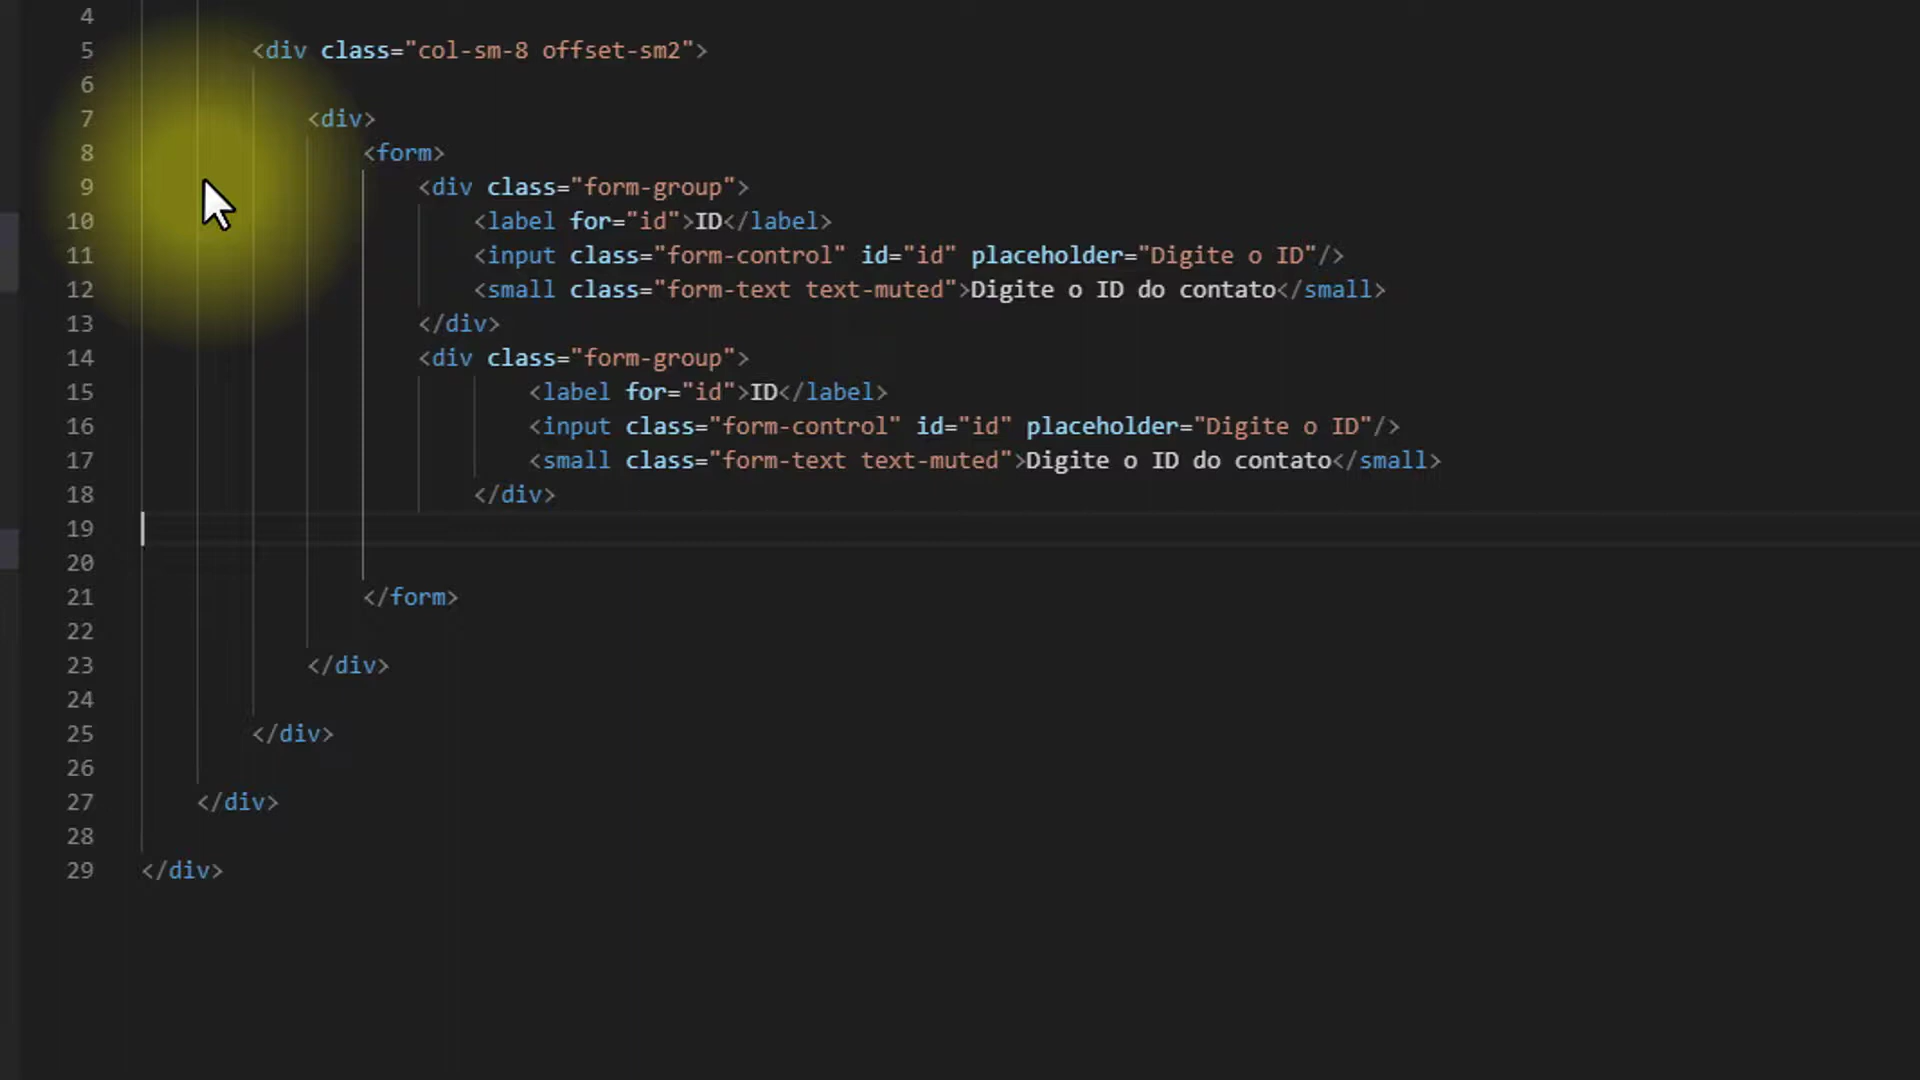 4
5 <div class="col-sm-8 offset-sm2">
6
7 <div>
8 <form>
9 <div class="form-group">
10 <label for="id">ID</label>
11 <input class="form-control" id="id" placeholder="Digite o ID"/>
12 <small class="form-text text-muted">Digite o ID do contato</small>
13 </div>
14 <div class="form-group">
15 <label for="id">ID</label>
16 <input class="form-control" id="id" placeholder="Digite o ID"/>
17 <small class="form-text text-muted">Digite o ID do contato</small>
18 </div>
19
20
21 </form>
22
23 </div>
24
25 </div>
26
27 </div>
28
29 </div>